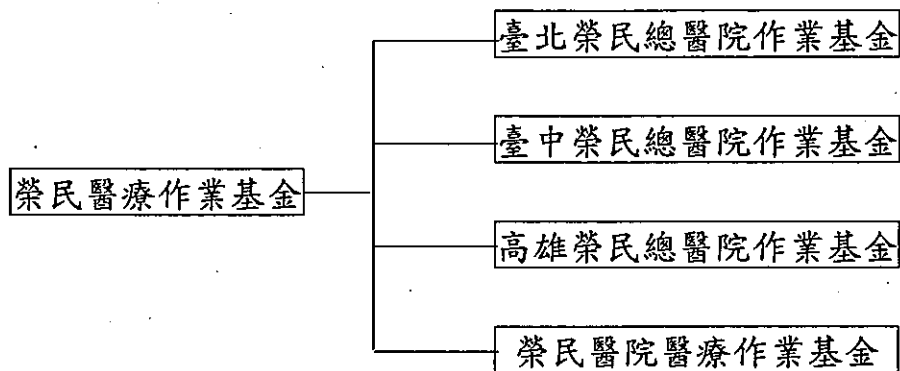 臺北榮民總醫院作業基金
臺中榮民總醫院作業基金
榮民醫療作業基金
高雄榮民總醫院作業基金
榮民醫院醫療作業基金